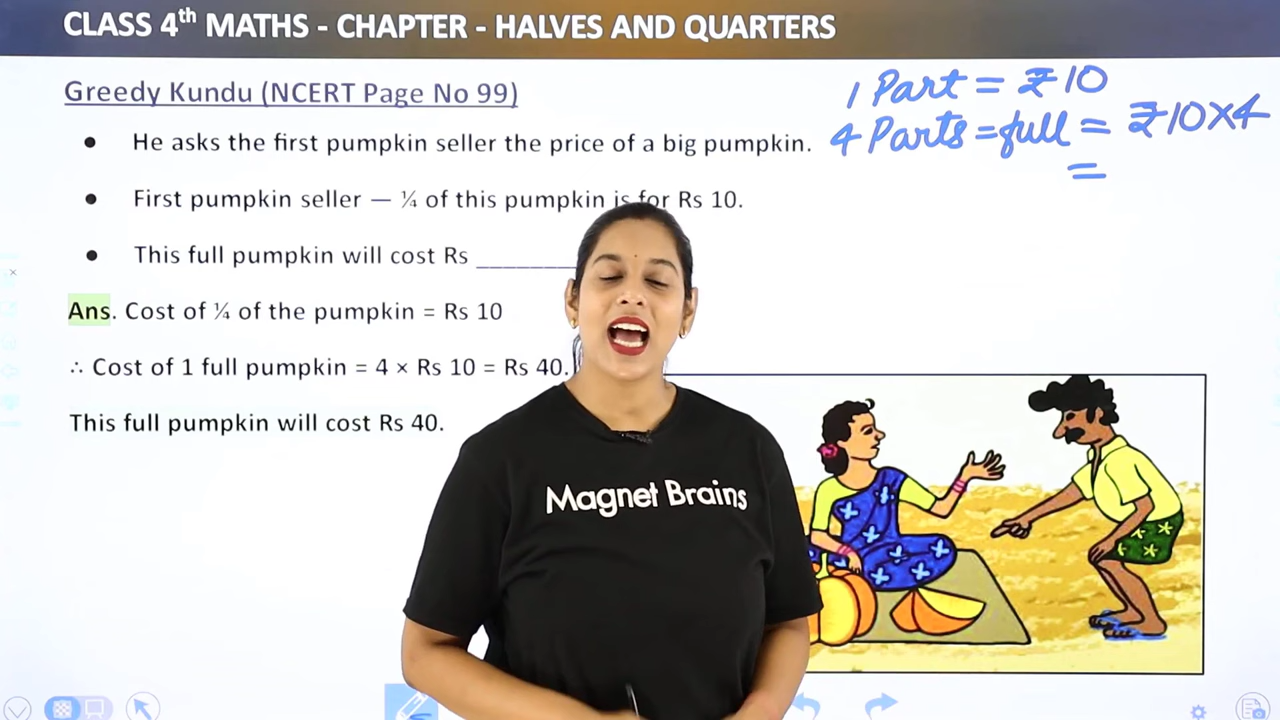 CLASS 4th MATHS - CHAPTER - HALVES AND QUARTERS
Greedy Kundu (NCERT Page No 99)
1 Part = ₹10
4 Parts = full = ₹10×4
=
• He asks the first pumpkin seller the price of a big pumpkin.
• First pumpkin seller — ¼ of this pumpkin is for Rs 10.
• This full pumpkin will cost Rs ________
Ans. Cost of ¼ of the pumpkin = Rs 10
∴ Cost of 1 full pumpkin = 4 × Rs 10 = Rs 40.
This full pumpkin will cost Rs 40.
Magnet Brains